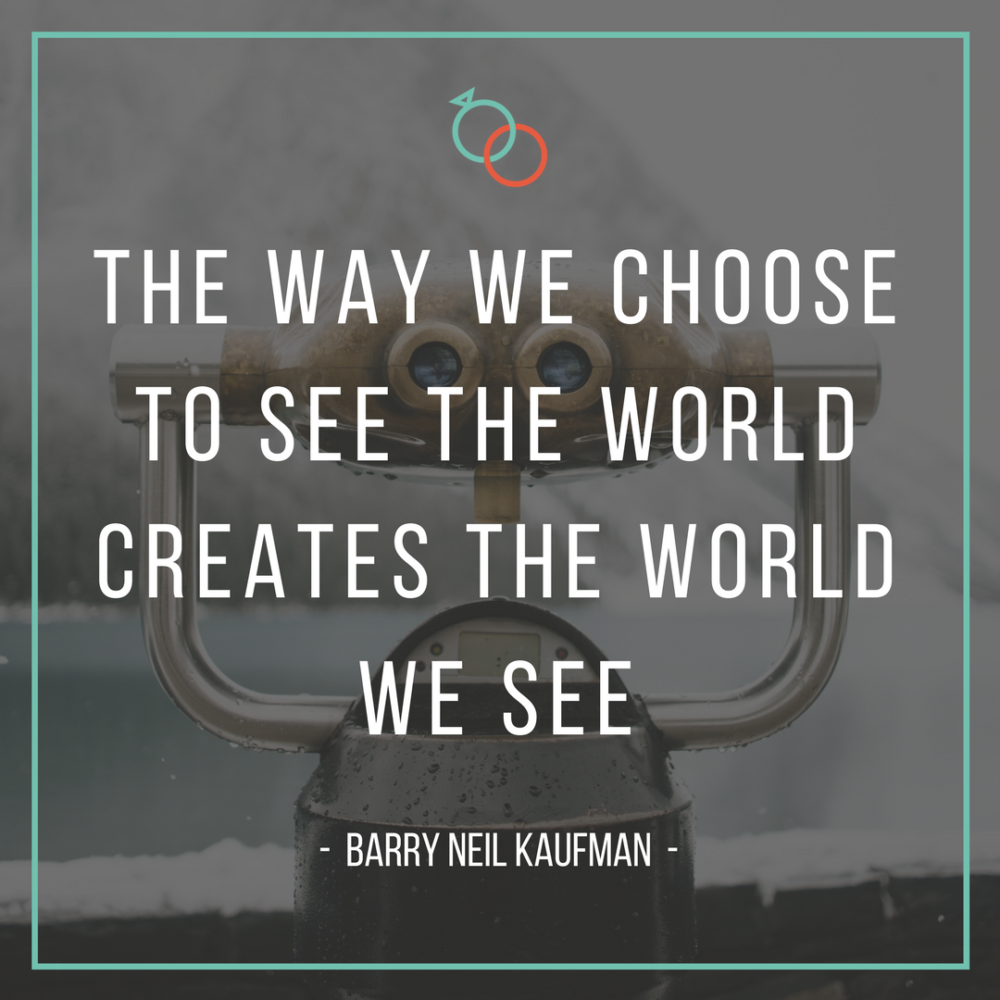 THE WAY WE CHOOSE
TO SEE THE WORLD
CREATES THE WORLD
WE SEE
- BARRY NEIL KAUFMAN -